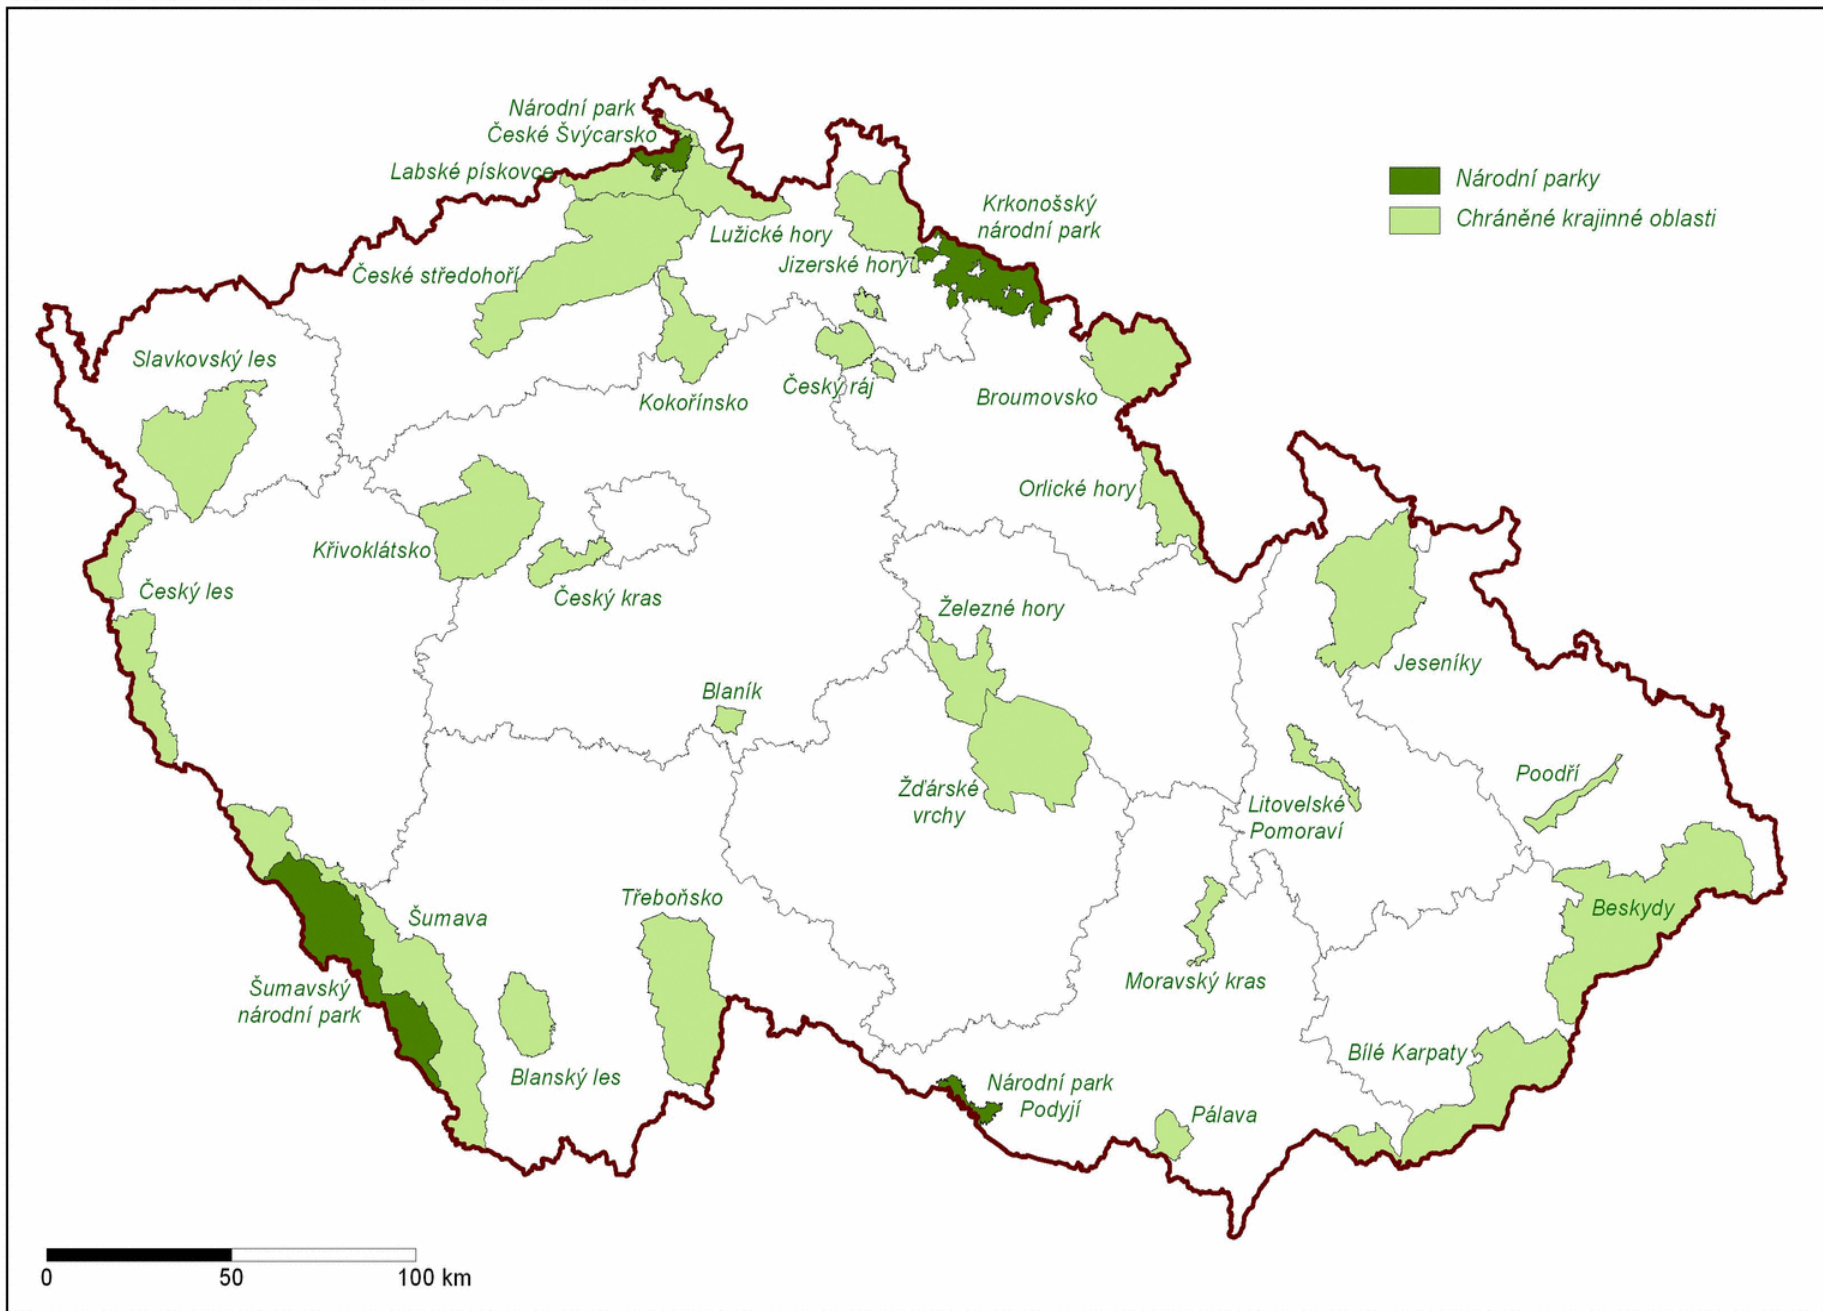 Národní park
České Švýcarsko
Labské pískovce
Národní parky
Chráněné krajinné oblasti
Krkonošský
národní park
Lužické hory
Jizerské hory
České středohoří
Slavkovský les
Kokořínsko
Český ráj
Broumovsko
Orlické hory
Křivoklátsko
Český les
Český kras
Železné hory
Jeseníky
Blaník
Žďárské
vrchy
Litovelské
Pomoraví
Poodří
Třeboňsko
Šumava
Beskydy
Moravský kras
Šumavský
národní park
Blanský les
Bílé Karpaty
Národní park
Podyjí
Pálava
0 50 100 km